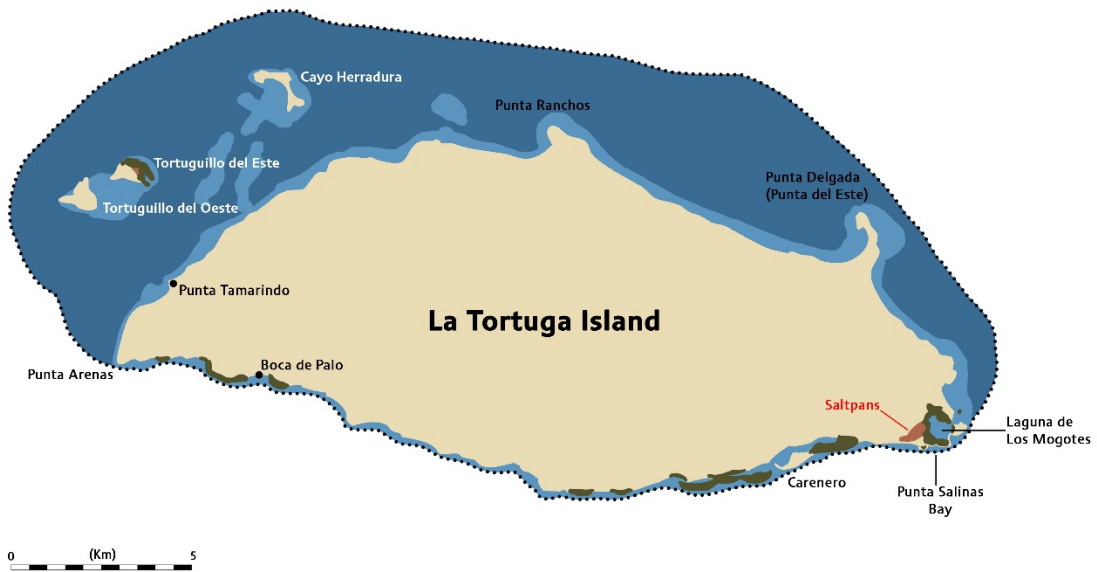 Cayo Herradura
Punta Ranchos
Tortuguillo del Este
Punta Delgada
(Punta del Este)
Tortuguillo del Oeste
Punta Tamarindo
La Tortuga Island
Boca de Palo
Punta Arenas
Saltpans
Laguna de
Los Mogotes
Carenero
Punta Salinas
Bay
0 (Km) 5